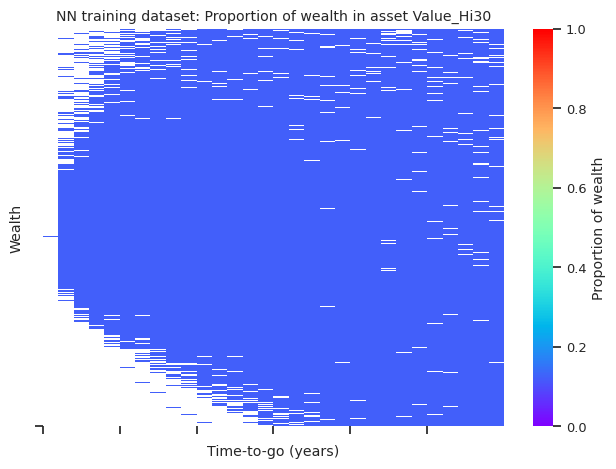 NN training dataset: Proportion of wealth in asset Value_Hi30
1.0
0.8
0.6
0.4
0.2
0.0
Proportion of wealth
Wealth
Time-to-go (years)